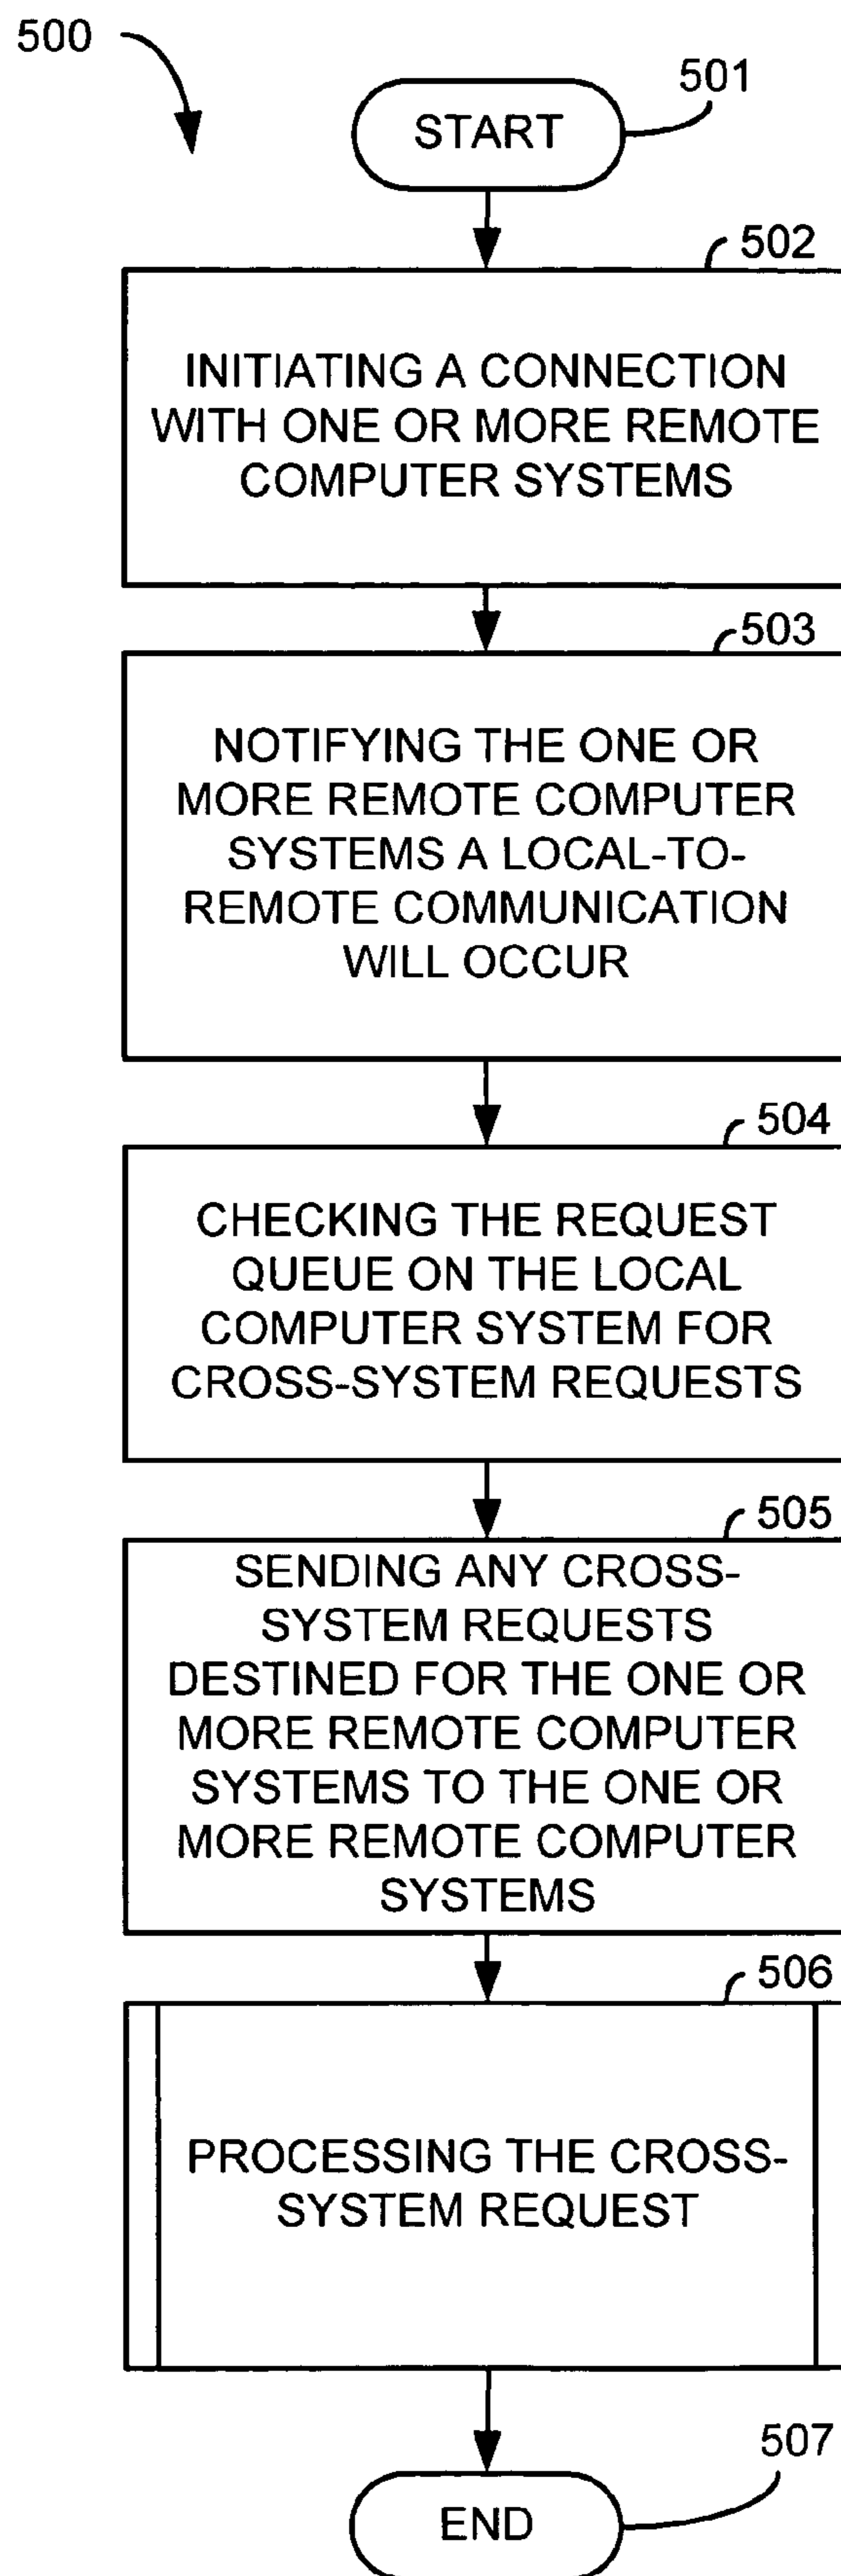 500
501
START
502
INITIATING A CONNECTION
WITH ONE OR MORE REMOTE
COMPUTER SYSTEMS
503
NOTIFYING THE ONE OR
MORE REMOTE COMPUTER
SYSTEMS A LOCAL-TO-
REMOTE COMMUNICATION
WILL OCCUR
504
CHECKING THE REQUEST
QUEUE ON THE LOCAL
COMPUTER SYSTEM FOR
CROSS-SYSTEM REQUESTS
505
SENDING ANY CROSS-
SYSTEM REQUESTS
DESTINED FOR THE ONE OR
MORE REMOTE COMPUTER
SYSTEMS TO THE ONE OR
MORE REMOTE COMPUTER
SYSTEMS
506
PROCESSING THE CROSS-
SYSTEM REQUEST
507
END